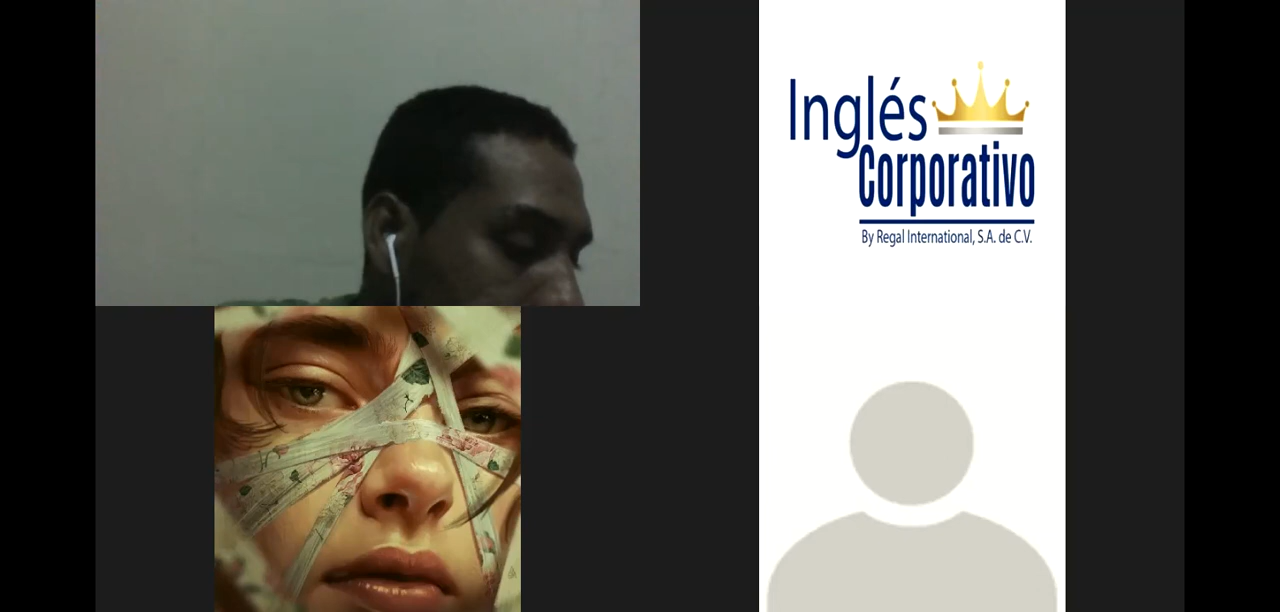 Inglés
Corporativo
By Regal International, S.A. de C.V.